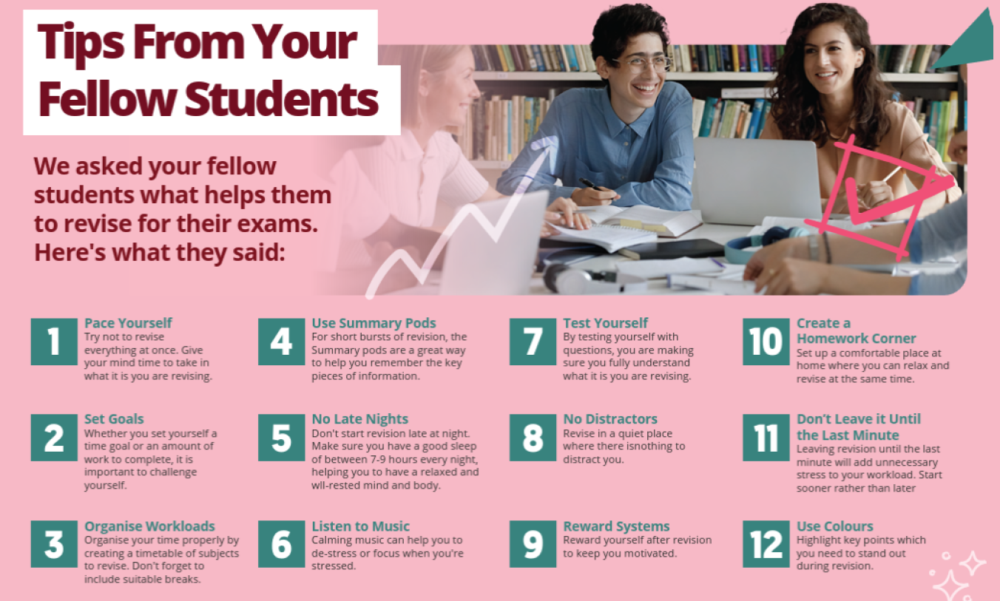 Tips From Your
Fellow Students
We asked your fellow
students what helps them
to revise for their exams.
Here's what they said:
1
Pace Yourself
Try not to revise
everything at once. Give
your mind time to take in
what it is you are revising.
2
Set Goals
Whether you set yourself a
time goal or an amount of
work to complete, it is
important to challenge
yourself.
3
Organise Workloads
Organise your time properly by
creating a timetable of subjects
to revise. Don't forget to
include suitable breaks.
4
Use Summary Pods
For short bursts of revision, the
Summary pods are a great way
to help you remember the key
pieces of information.
5
No Late Nights
Don't start revision late at night.
Make sure you have a good sleep
of between 7-9 hours every night,
helping you to have a relaxed and
wll-rested mind and body.
6
Listen to Music
Calming music can help you to
de-stress or focus when you're
stressed.
7
Test Yourself
By testing yourself with
questions, you are making
sure you fully understand
what it is you are revising.
8
No Distractors
Revise in a quiet place
where there isnothing to
distract you.
9
Reward Systems
Reward yourself after revision
to keep you motivated.
10
Create a
Homework Corner
Set up a comfortable place at
home where you can relax and
revise at the same time.
11
Don't Leave it Until
the Last Minute
Leaving revision until the last
minute will add unnecessary
stress to your workload. Start
sooner rather than later
12
Use Colours
Highlight key points which
you need to stand out
during revision.